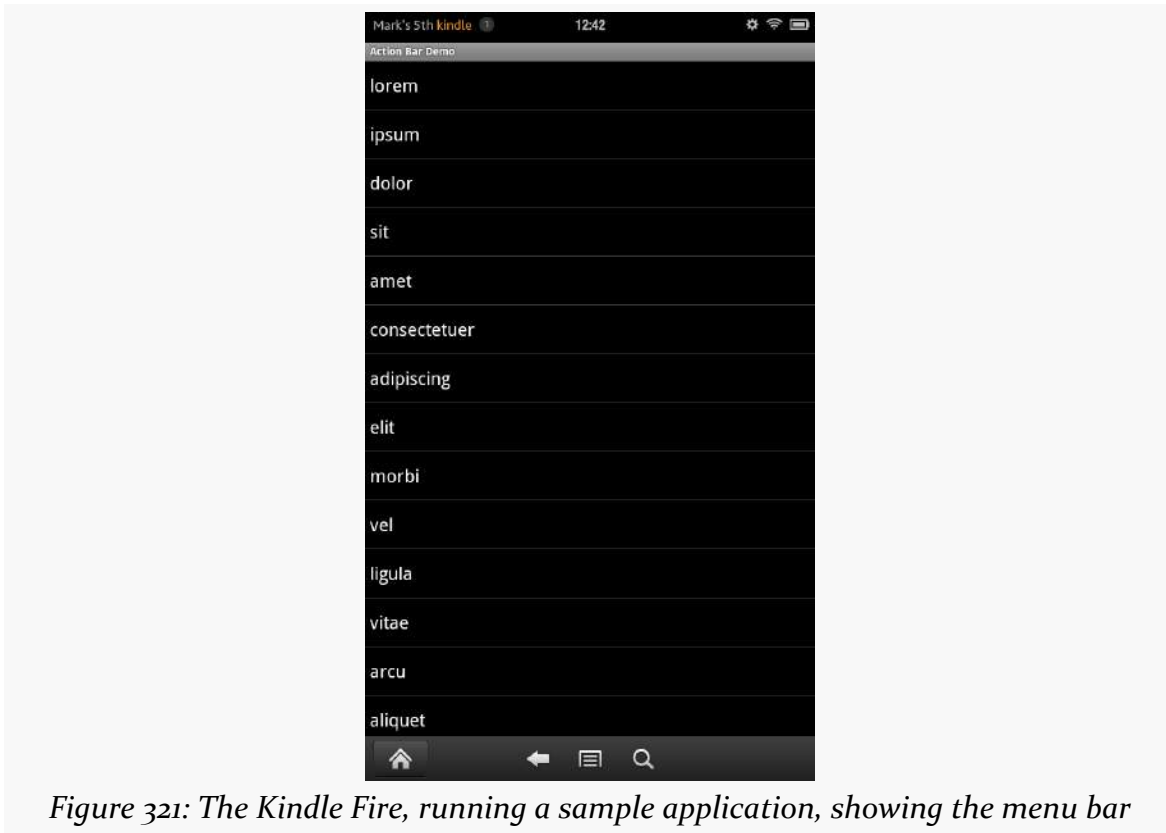 Mark's 5th kindle 1 12:42
Action Bar Demo
lorem
ipsum
dolor
sit
amet
consectetuer
adipiscing
elit
morbi
vel
ligula
vitae
arcu
aliquet
Figure 321: The Kindle Fire, running a sample application, showing the menu bar